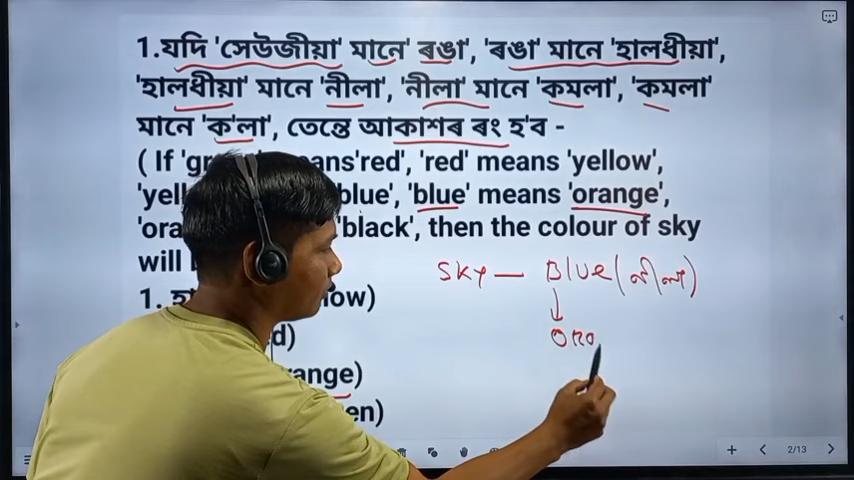 1.যদি 'সেউজীয়া' মানে' ৰঙা', 'ৰঙা' মানে 'হালধীয়া',
'হালধীয়া' মানে 'নীলা', 'নীলা' মানে 'কমলা', 'কমলা'
মানে 'ক'লা', তেন্তে আকাশৰ ৰং হ'ব -
( If 'gr means'red', 'red' means 'yellow',
'yel blue', 'blue' means 'orange',
'ora 'black', then the colour of sky
will
SKY — Blue (নীলা)
1. হা ow)
ORO
d)
ange)
en)
2/13